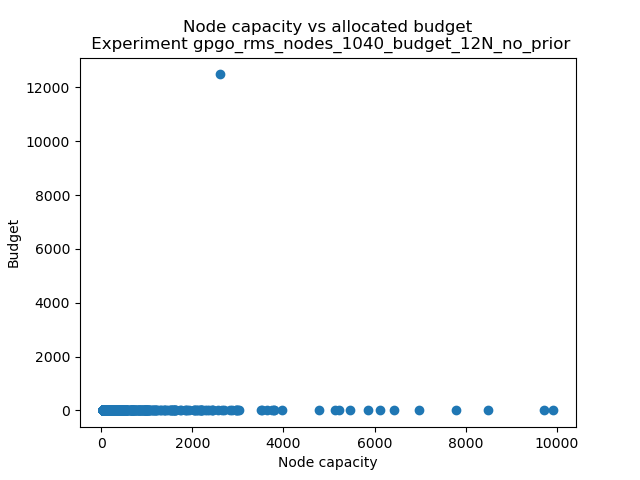 Node capacity vs allocated budget
Experiment gpgo_rms_nodes_1040_budget_12N_no_prior
12000
10000
8000
6000
4000
2000
0
Budget
0 2000 4000 6000 8000 10000
Node capacity